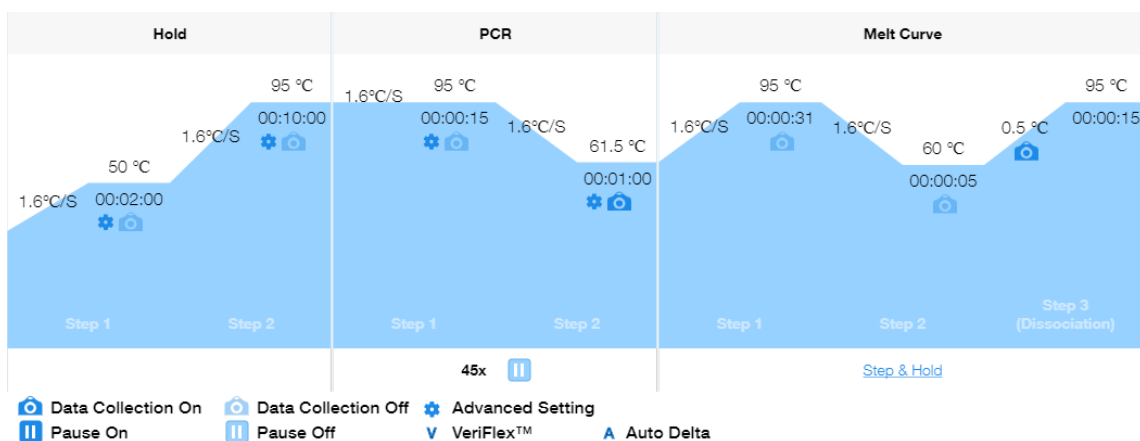 Hold
PCR
Melt Curve
95 ℃
95 ℃
95 ℃
95 ℃
1.6℃/S
00:10:00
00:00:15
00:00:31
00:00:15
1.6℃/S
1.6℃/S
1.6℃/S
1.6℃/S
0.5 ℃
50 ℃
61.5 ℃
60 ℃
1.6℃/S
00:02:00
00:01:00
00:00:05
Step 1
Step 2
Step 1
Step 2
Step 1
Step 2
Step 3
(Dissociation)
45x
Step & Hold
Data Collection On
Data Collection Off
Advanced Setting
Pause On
Pause Off
V VeriFlex™
A Auto Delta